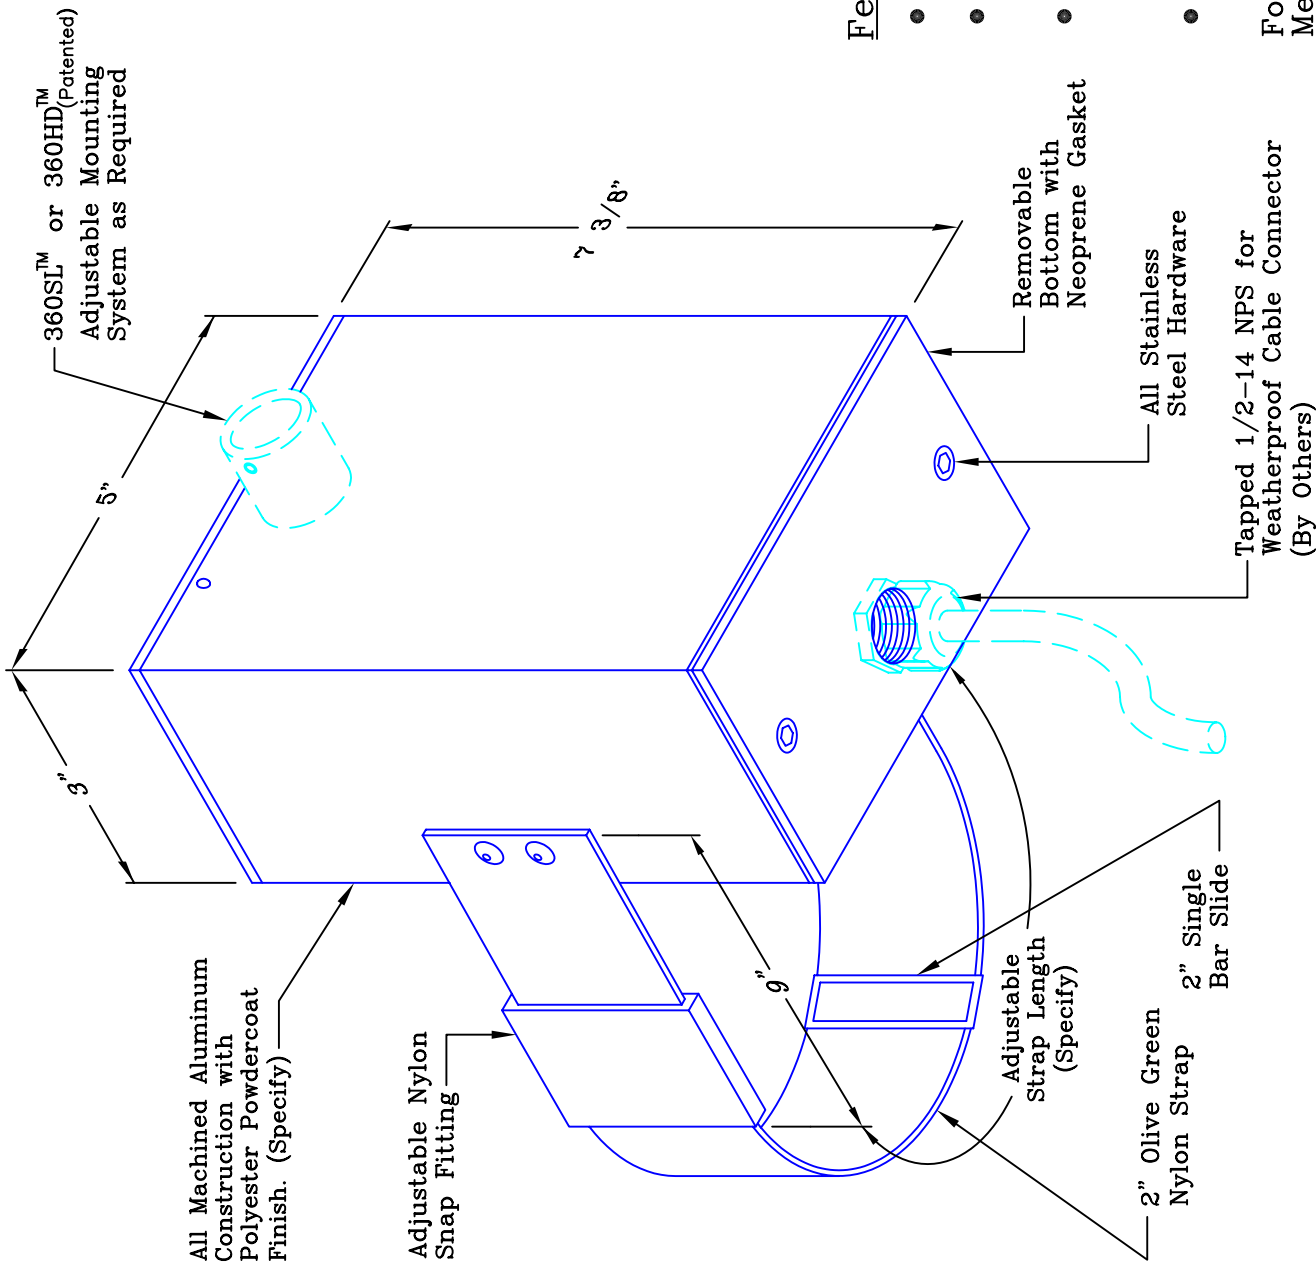 360SL™ or 360HD™
(Patented)
Adjustable Mounting
System as Required
5"
3"
7 3/8"
Removable
Bottom with
Neoprene Gasket
All Stainless
Steel Hardware
Tapped 1/2-14 NPS for
Weatherproof Cable Connector
(By Others)
All Machined Aluminum
Construction with
Polyester Powdercoat
Finish. (Specify)
Adjustable Nylon
Snap Fitting
9"
Adjustable
Strap Length
(Specify)
2" Single
Bar Slide
2" Olive Green
Nylon Strap
Fe
Fo
Me